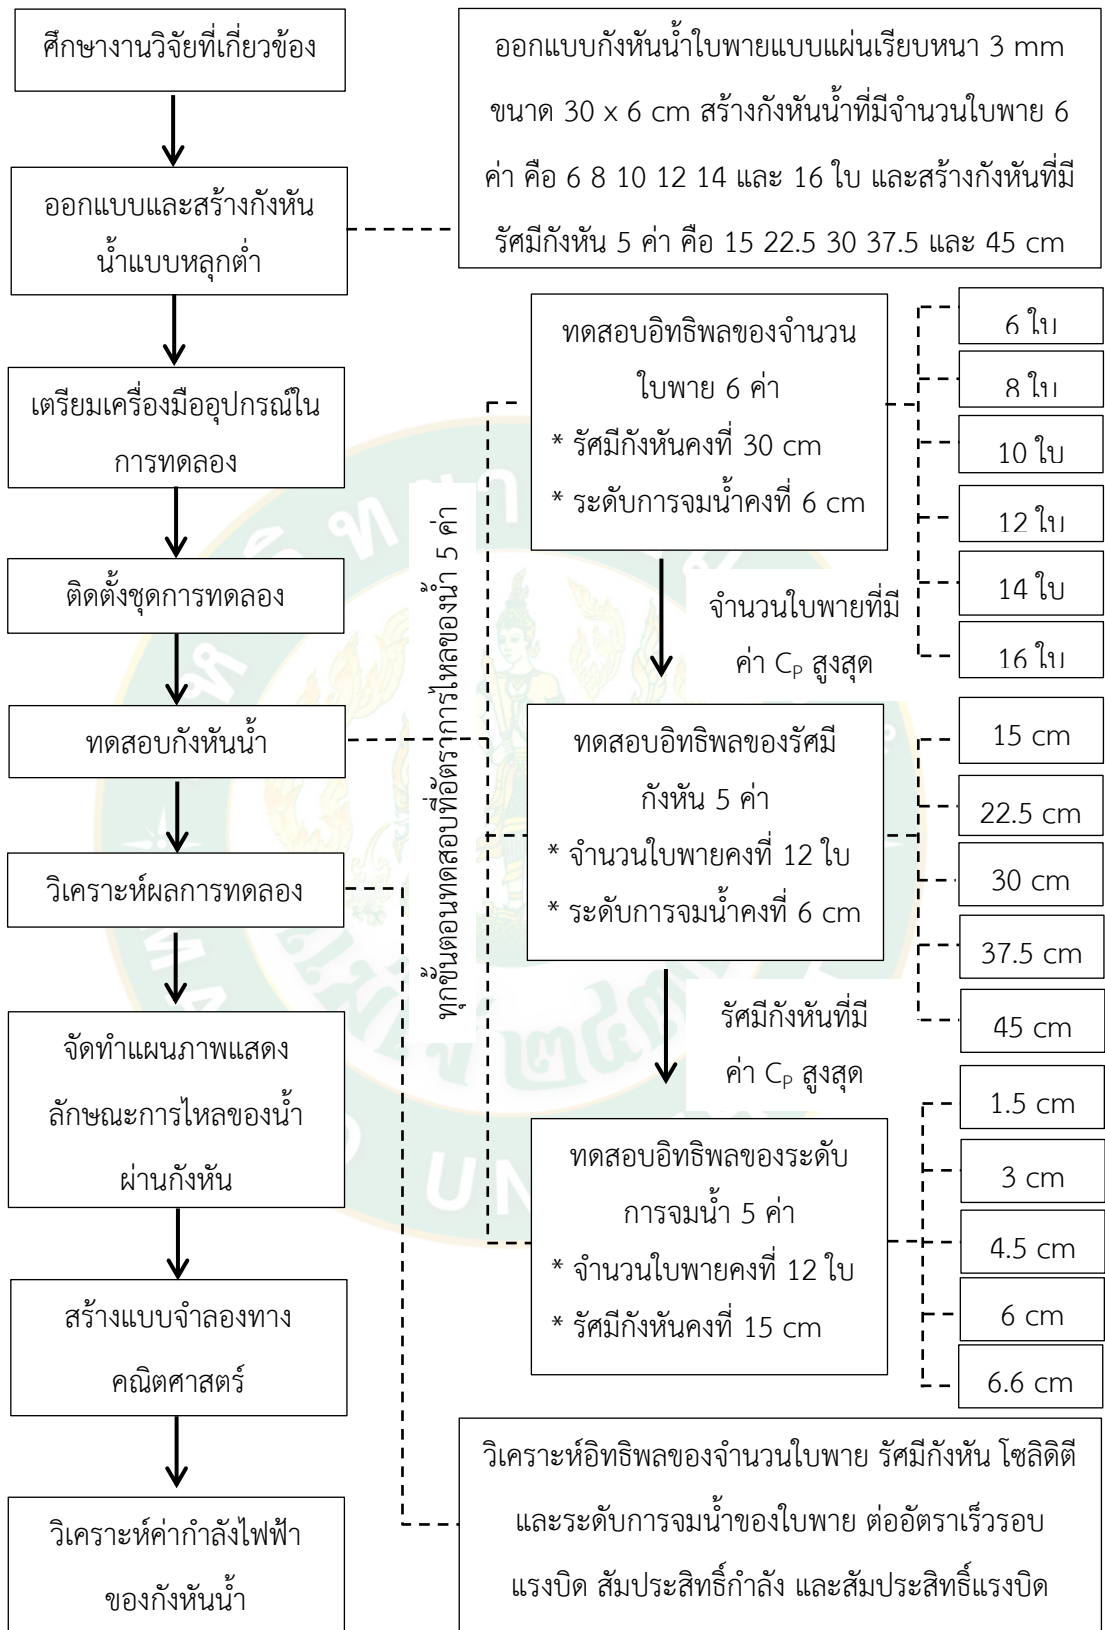 ศึกษางานวิจัยที่เกี่ยวข้อง
ออกแบบกังหันน้ำใบพายแบบแผ่นเรียบหนา 3 mm
ขนาด 30 x 6 cm สร้างกังหันน้ำที่มีจำนวนใบพาย 6
ค่า คือ 6 8 10 12 14 และ 16 ใบ และสร้างกังหันที่มี
รัศมีกังหัน 5 ค่า คือ 15 22.5 30 37.5 และ 45 cm
ออกแบบและสร้างกังหัน
น้ำแบบหลุกต่ำ
เตรียมเครื่องมืออุปกรณ์ใน
การทดลอง
ติดตั้งชุดการทดลอง
ทดสอบกังหันน้ำ
วิเคราะห์ผลการทดลอง
จัดทำแผนภาพแสดง
ลักษณะการไหลของน้ำ
ผ่านกังหัน
สร้างแบบจำลองทาง
คณิตศาสตร์
วิเคราะห์ค่ากำลังไฟฟ้า
ของกังหันน้ำ
ทุกขั้นตอนทดสอบที่อัตราการไหลของน้ำ 5 ค่า
ทดสอบอิทธิพลของจำนวน
ใบพาย 6 ค่า
* รัศมีกังหันคงที่ 30 cm
* ระดับการจมน้ำคงที่ 6 cm
6 ใบ
8 ใบ
10 ใบ
12 ใบ
14 ใบ
16 ใบ
จำนวนใบพายที่มี
ค่า CP สูงสุด
ทดสอบอิทธิพลของรัศมี
กังหัน 5 ค่า
* จำนวนใบพายคงที่ 12 ใบ
* ระดับการจมน้ำคงที่ 6 cm
15 cm
22.5 cm
30 cm
37.5 cm
45 cm
รัศมีกังหันที่มี
ค่า CP สูงสุด
ทดสอบอิทธิพลของระดับ
การจมน้ำ 5 ค่า
* จำนวนใบพายคงที่ 12 ใบ
* รัศมีกังหันคงที่ 15 cm
1.5 cm
3 cm
4.5 cm
6 cm
6.6 cm
วิเคราะห์อิทธิพลของจำนวนใบพาย รัศมีกังหัน โซลิดิตี
และระดับการจมน้ำของใบพาย ต่ออัตราเร็วรอบ
แรงบิด สัมประสิทธิ์กำลัง และสัมประสิทธิ์แรงบิด